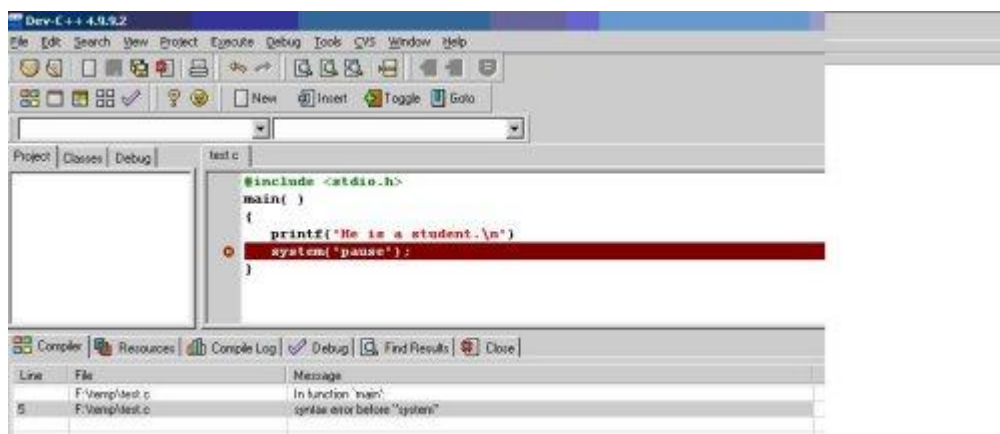 Dev-C++ 4.9.9.2
File Edit Search View Project Execute Debug Tools CVS Window Help
New Insert Toggle Goto
Project Classes Debug test.c
#include <stdio.h>
main( )
{
printf("He is a student.\n")
system("pause");
}
Compiler Resources Compile Log Debug Find Results Close
Line File Message
F:\temp\test.c In function `main':
5 F:\temp\test.c syntax error before "system"